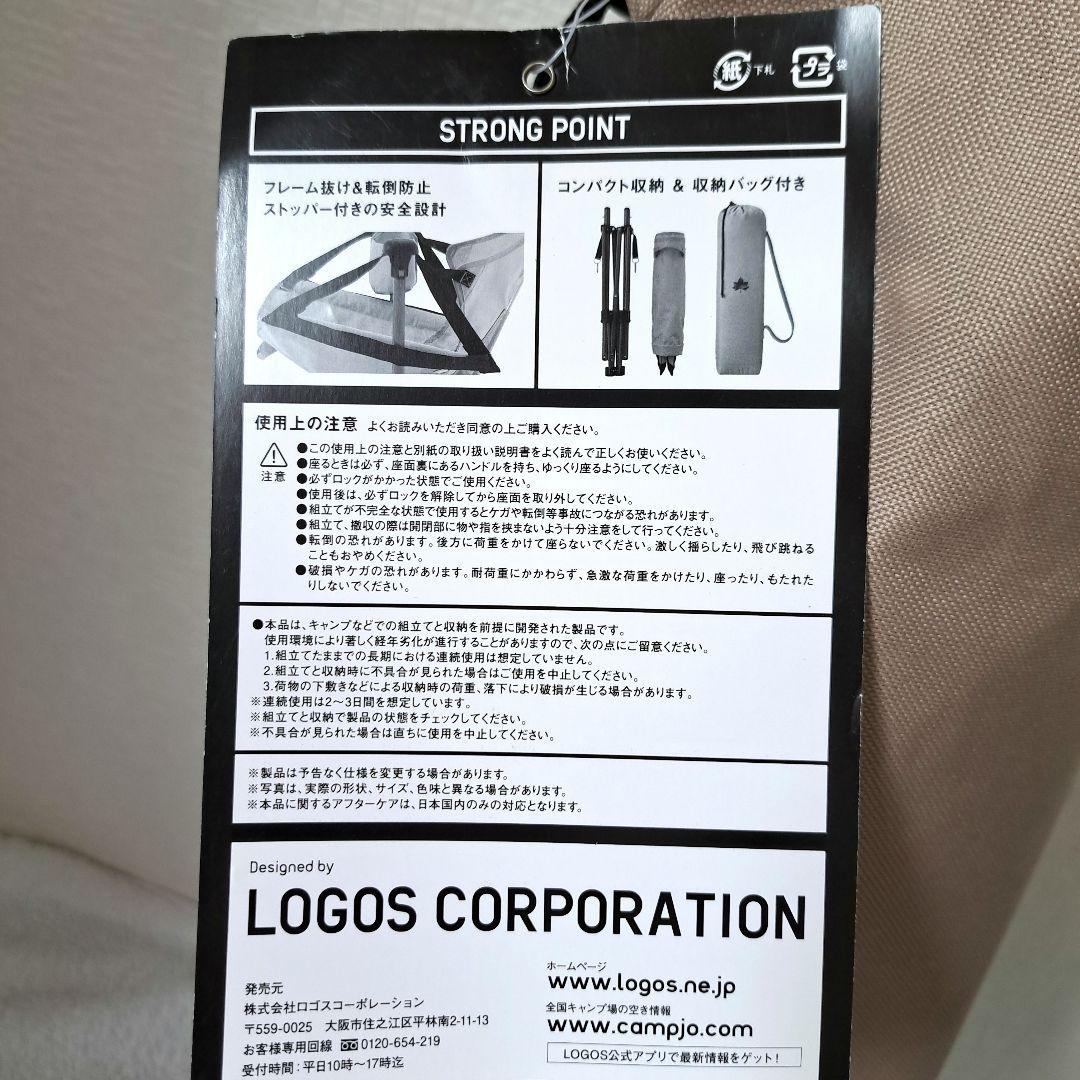 紙 下札
プラ 袋
STRONG POINT
フレーム抜け&転倒防止
ストッパー付きの安全設計
コンパクト収納 & 収納バッグ付き
使用上の注意 よくお読みいただき同意の上ご購入ください。
注意
●この使用上の注意と別紙の取り扱い説明書をよく読んで正しくお使いください。
●座るときは必ず、座面裏にあるハンドルを持ち、ゆっくり座るようにしてください。
●必ずロックがかかった状態でご使用ください。
●使用後は、必ずロックを解除してから座面を取り外してください。
●組立てが不完全な状態で使用するとケガや転倒等事故につながる恐れがあります。
●組立て、撤収の際は開閉部に物や指を挟まないよう十分注意をして行ってください。
●転倒の恐れがあります。後方に荷重をかけて座らないでください。激しく揺らしたり、飛び跳ねる
こともおやめください。
●破損やケガの恐れがあります。耐荷重にかかわらず、急激な荷重をかけたり、座ったり、もたれた
りしないでください。
●本品は、キャンプなどでの組立てと収納を前提に開発された製品です。
使用環境により著しく経年劣化が進行することがありますので、次の点にご留意ください。
1.組立てたままでの長期における連続使用は想定していません。
2.組立てと収納時に不具合が見られた場合はご使用を中止してください。
3.荷物の下敷きなどによる収納時の荷重、落下により破損が生じる場合があります。
※連続使用は2〜3日間を想定しています。
※組立てと収納で製品の状態をチェックしてください。
※不具合が見られた場合は直ちに使用を中止してください。
※製品は予告なく仕様を変更する場合があります。
※写真は、実際の形状、サイズ、色味と異なる場合があります。
※本品に関するアフターケアは、日本国内のみの対応となります。
Designed by
LOGOS CORPORATION
発売元
株式会社ロゴスコーポレーション
〒559-0025 大阪市住之江区平林南2-11-13
お客様専用回線 0120-654-219
受付時間:平日10時〜17時迄
ホームページ
www.logos.ne.jp
全国キャンプ場の空き情報
www.campjo.com
LOGOS公式アプリで最新情報をゲット!